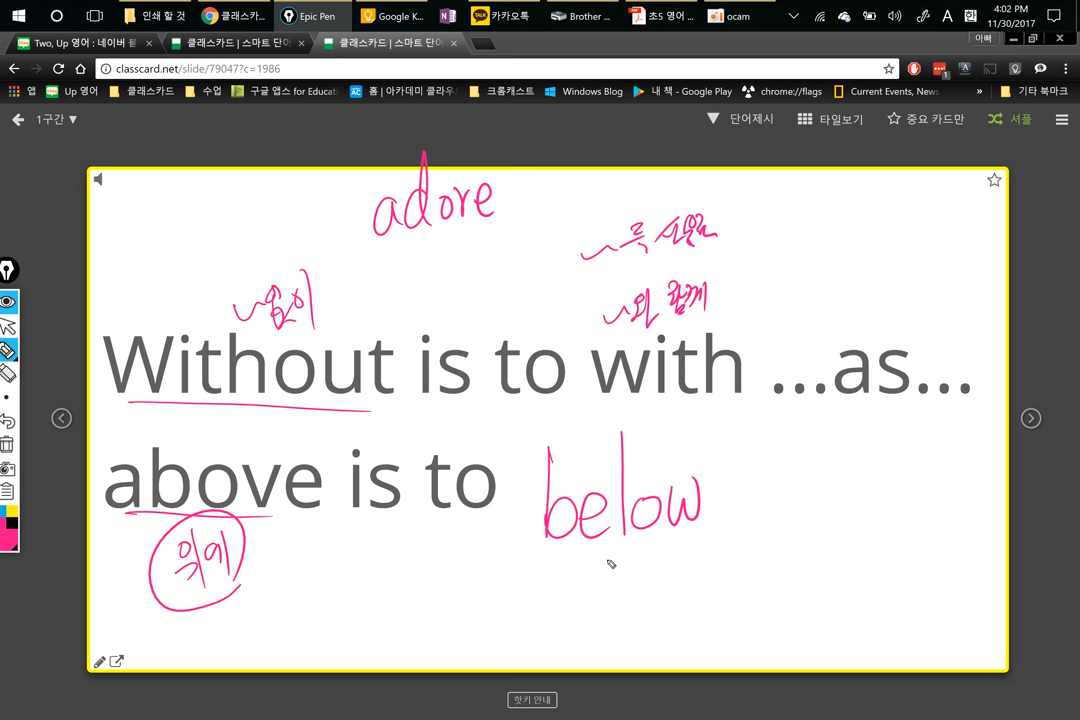 인쇄 할 것
클래스카...
Epic Pen
Google K...
카카오톡
Brother ...
초5 영어 ...
ocam
A
한
4:02 PM
11/30/2017
Two, Up 영어 : 네이버 블
클래스카드 | 스마트 단어
클래스카드 | 스마트 단어
아빠
classcard.net/slide/79047?c=1986
앱
Up 영어
클래스카드
수업
구글 앱스 for Educati
홈 | 아카데미 클라우
크롬캐스트
Windows Blog
내 책 - Google Play
chrome://flags
Current Events, News
»
기타 북마크
1구간 ▼
단어제시
타일보기
중요 카드만
셔플
adore
~와 함께
~없이
Without is to with ...as...
above is to below
위에
핫키 안내